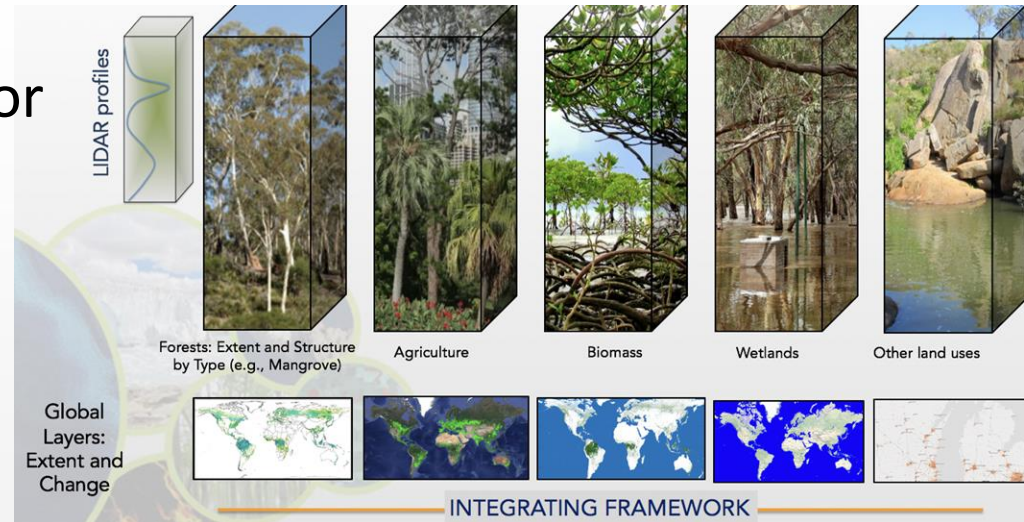 or
LIDAR profiles
Forests: Extent and Structure
by Type (e.g., Mangrove)
Agriculture
Biomass
Wetlands
Other land uses
Global
Layers:
Extent and
Change
INTEGRATING FRAMEWORK